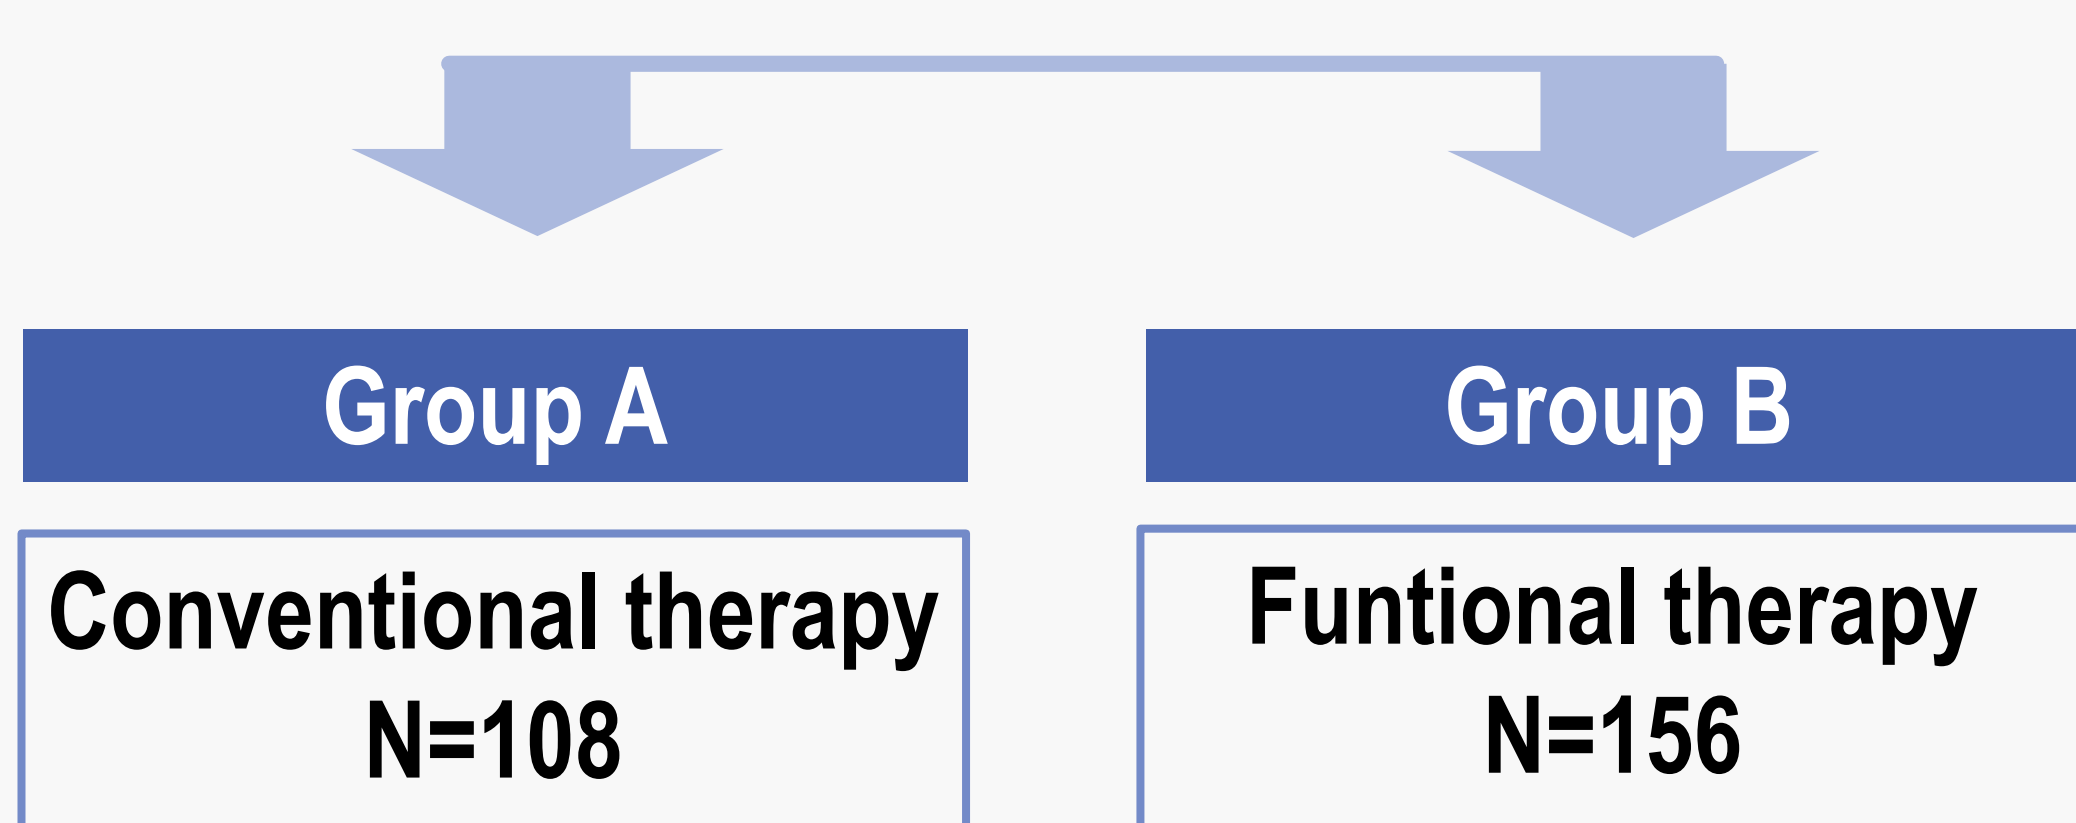 Group A
Conventional therapy
N=108
Group B
Funtional therapy
N=156